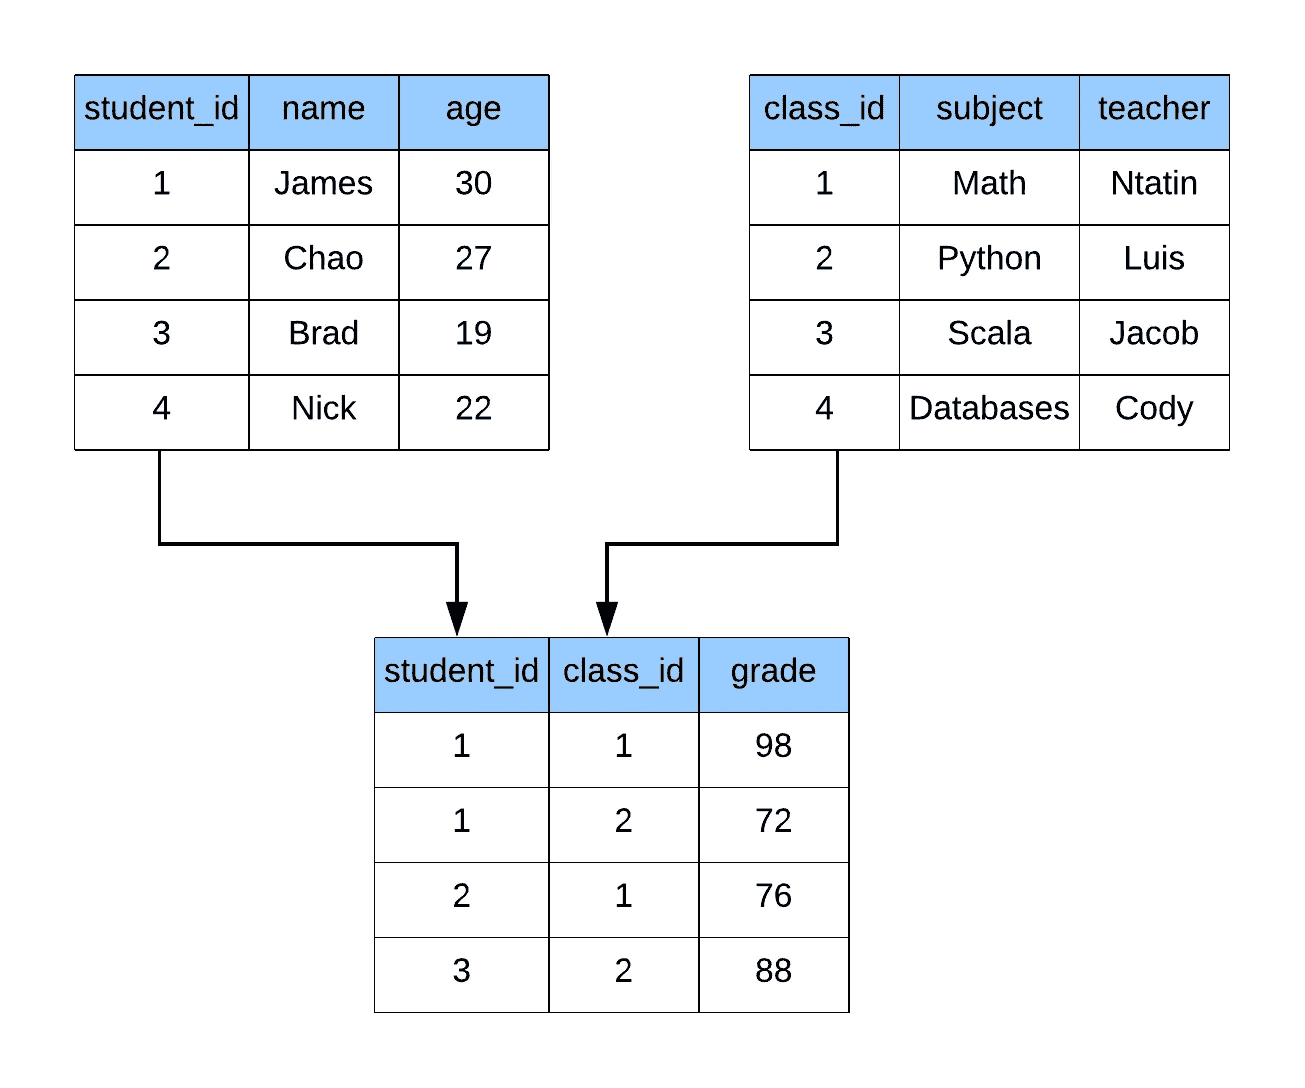 student_id name age
1 James 30
2 Chao 27
3 Brad 19
4 Nick 22
class_id subject teacher
1 Math Ntatin
2 Python Luis
3 Scala Jacob
4 Databases Cody
student_id class_id grade
1 1 98
1 2 72
2 1 76
3 2 88